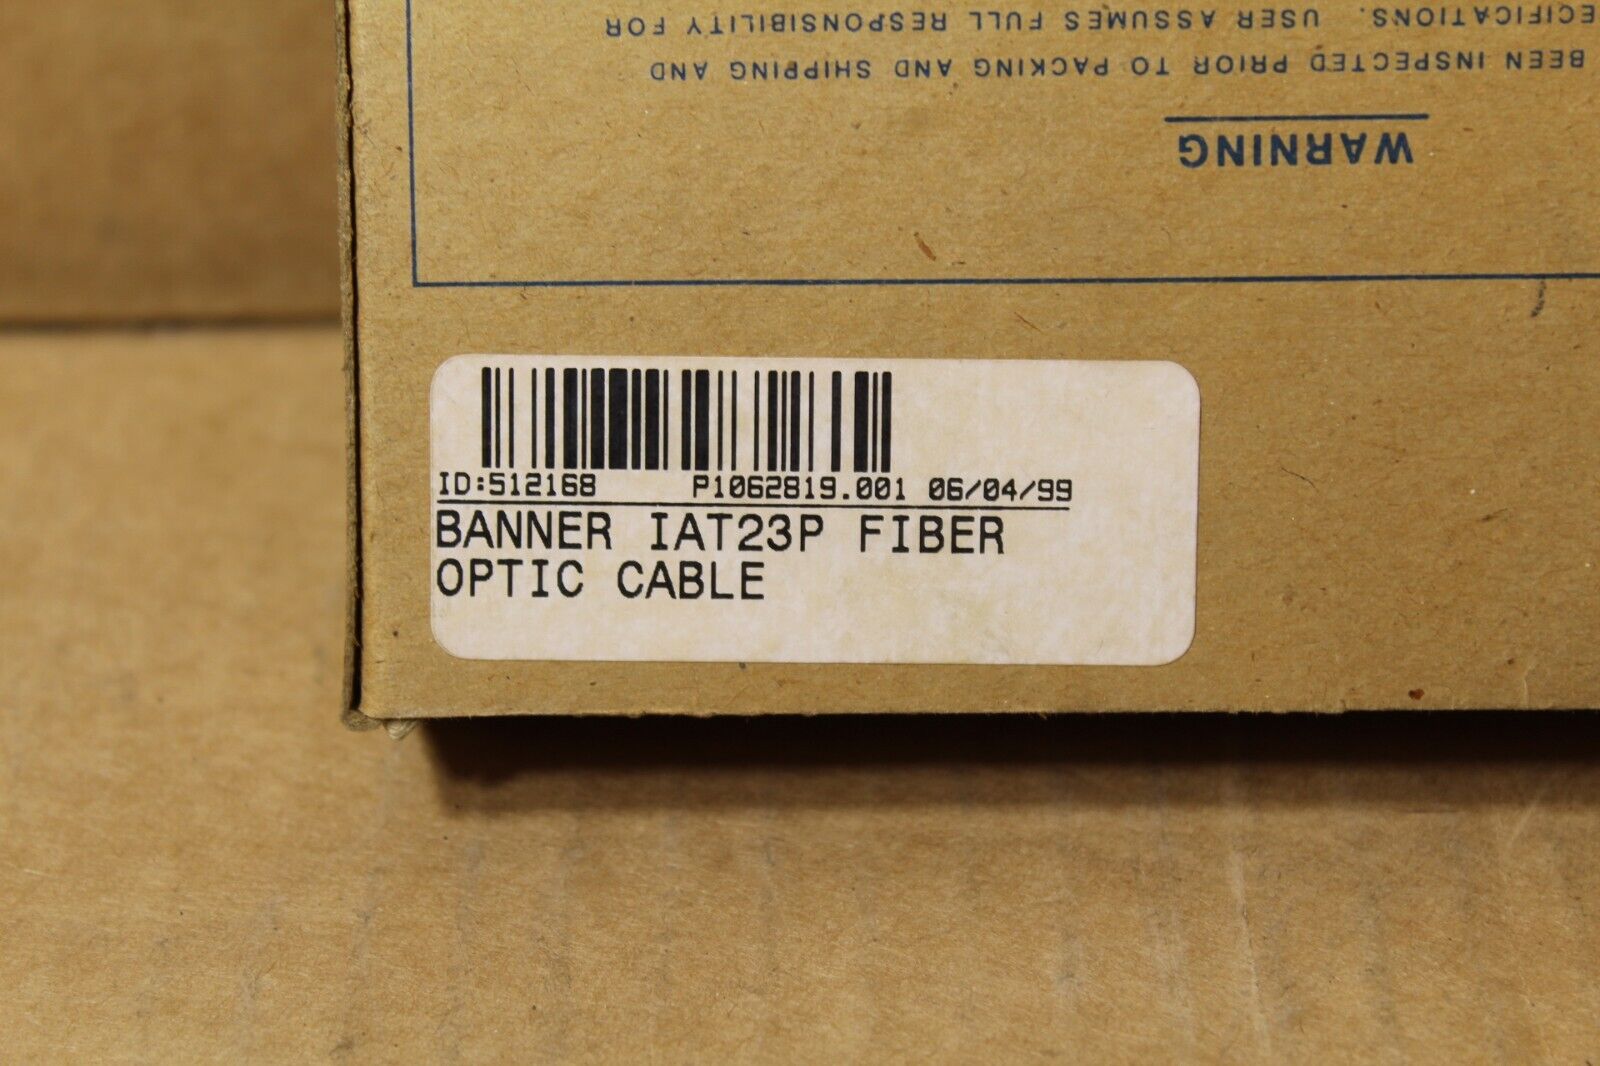 WARNING
BEEN INSPECTED PRIOR TO PACKING AND SHIPPING AND
SPECIFICATIONS. USER ASSUMES FULL RESPONSIBILITY FOR
ID:512168 P1062819.001 06/04/99
BANNER IAT23P FIBER
OPTIC CABLE